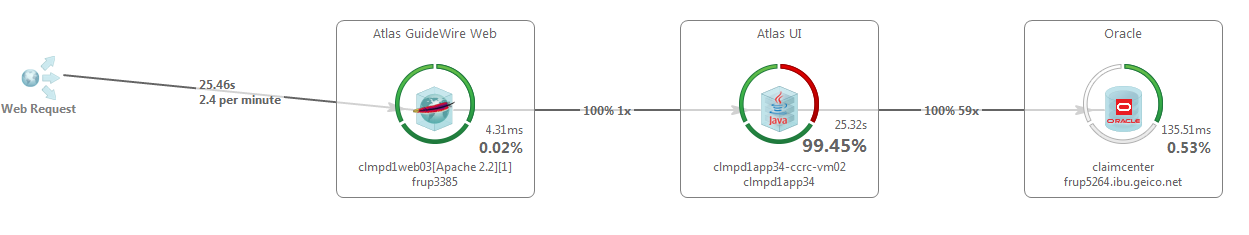 Web Request
25.46s
2.4 per minute
Atlas GuideWire Web
4.31ms
0.02%
clmpd1web03[Apache 2.2][1]
frup3385
100% 1x
Atlas UI
Java
25.32s
99.45%
clmpd1app34-ccrc-vm02
clmpd1app34
100% 59x
Oracle
ORACLE
135.51ms
0.53%
claimcenter
frup5264.ibu.geico.net